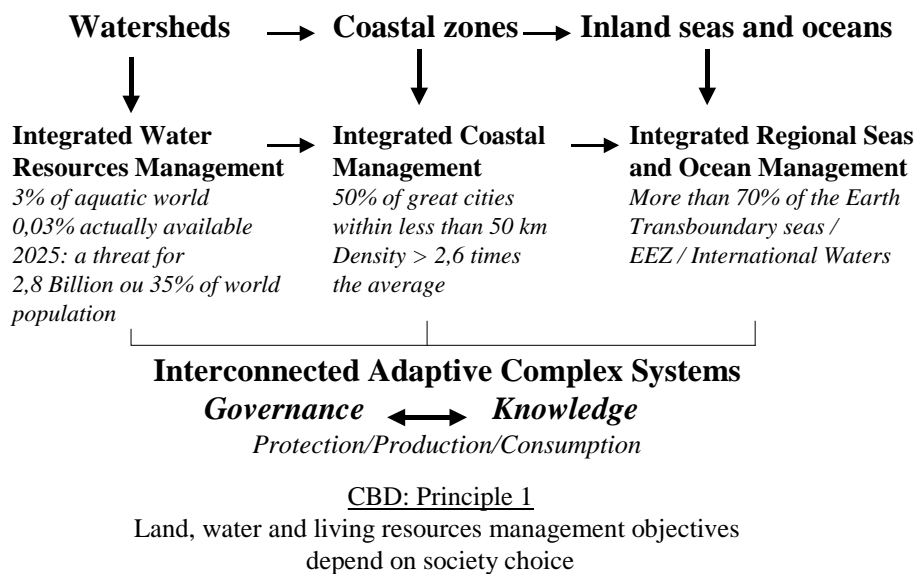 Watersheds Coastal zones Inland seas and oceans
Integrated Water
Resources Management
3% of aquatic world
0,03% actually available
2025: a threat for
2,8 Billion ou 35% of world
population
Integrated Coastal
Management
50% of great cities
within less than 50 km
Density > 2,6 times
the average
Integrated Regional Seas
and Ocean Management
More than 70% of the Earth
Transboundary seas /
EEZ / International Waters
Interconnected Adaptive Complex Systems
Governance Knowledge
Protection/Production/Consumption
CBD: Principle 1
Land, water and living resources management objectives
depend on society choice